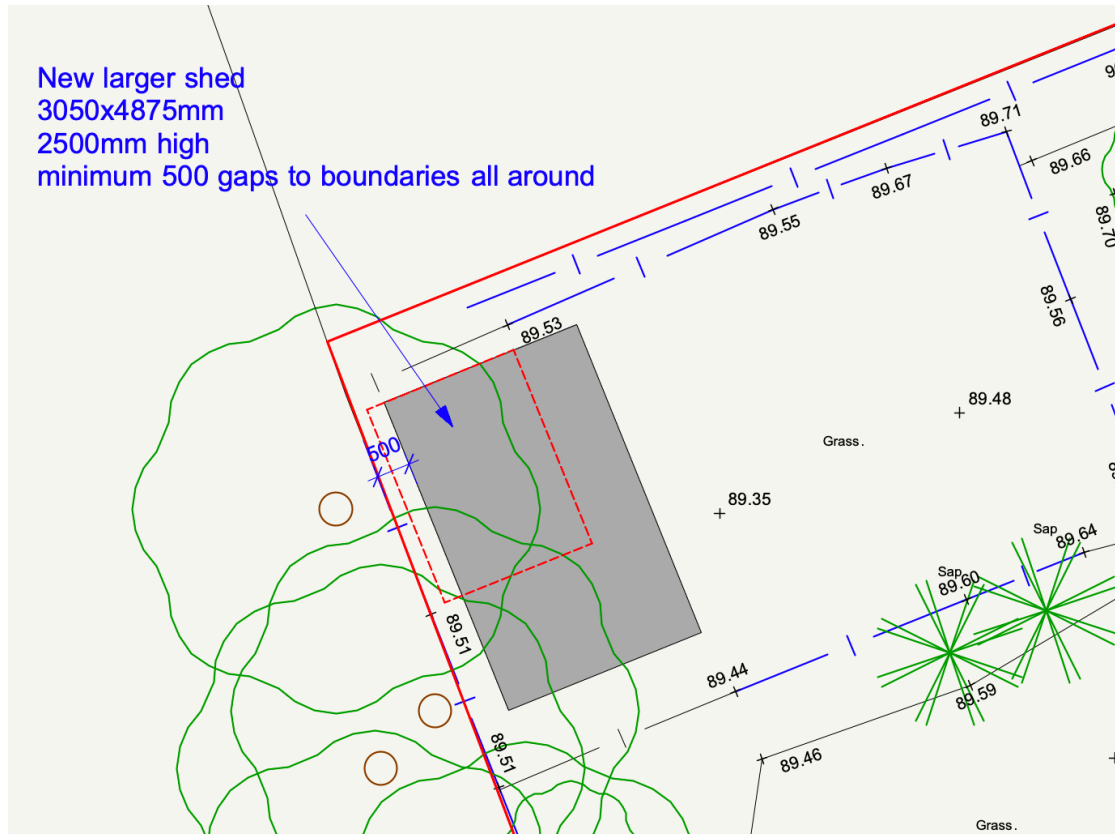 New larger shed
3050x4875mm
2500mm high
minimum 500 gaps to boundaries all around
89.71
89.66
89.67
89.55
89.70
89.56
89.53
89.48
Grass.
500
89.35
Sap
89.64
Sap.
89.60
89.51
89.44
89.59
89.51
89.46
Grass.